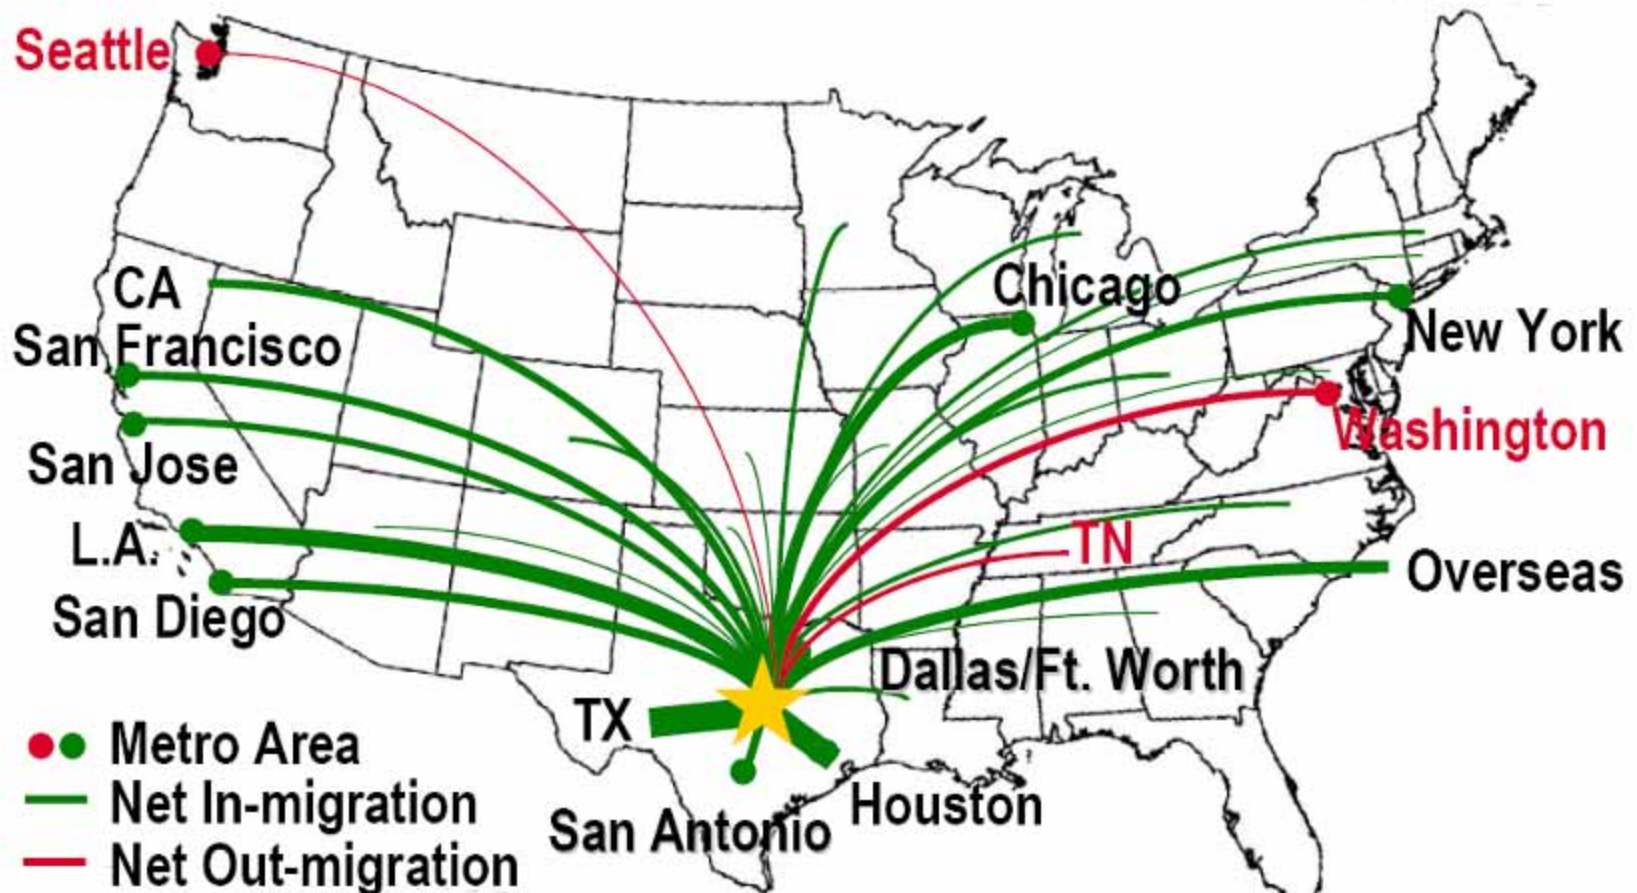 Seattle
CA
San Francisco
San Jose
L.A.
San Diego
Chicago
New York
Washington
TN
Overseas
Dallas/Ft. Worth
TX
Houston
San Antonio
Metro Area
Net In-migration
Net Out-migration